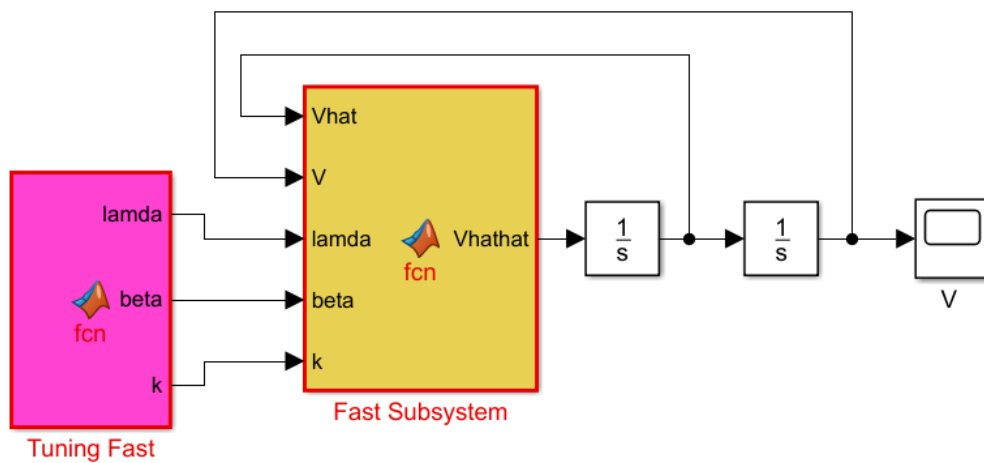 Vhat
V
lamda
lamda
Vhathat
1
s
1
s
fcn
V
beta
beta
fcn
k
k
Fast Subsystem
Tuning Fast